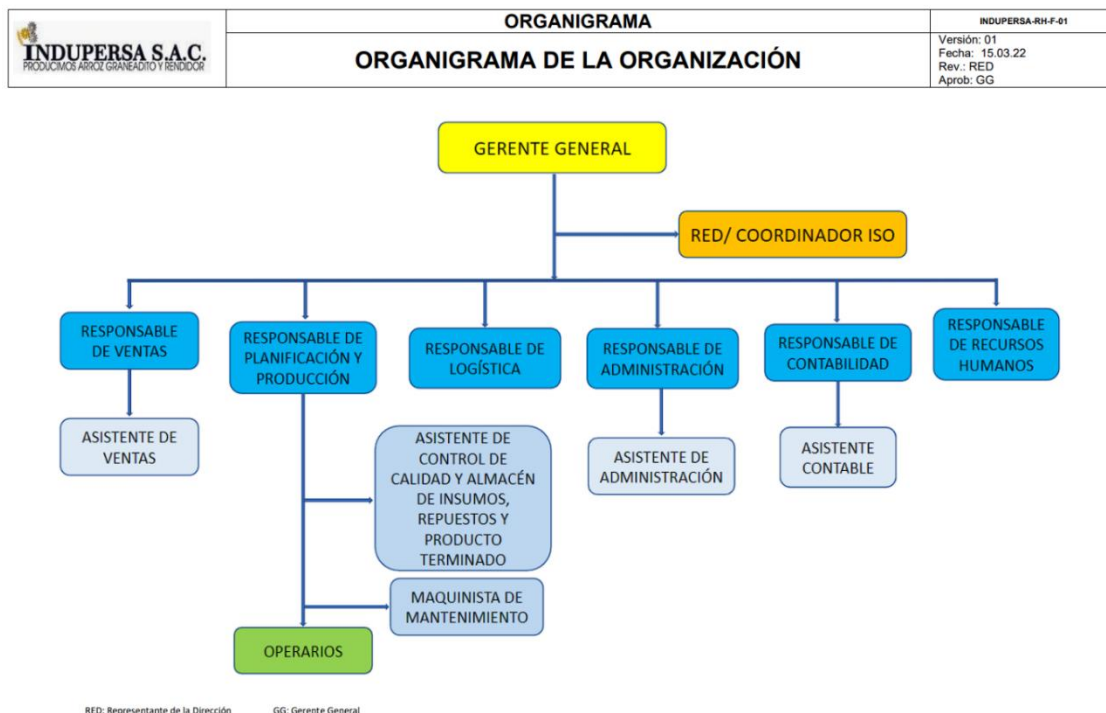 INDUPERSA S.A.C.
PRODUCIMOS ARROZ GRANEADITO Y RENDIDOR
ORGANIGRAMA
ORGANIGRAMA DE LA ORGANIZACIÓN
INDUPERSA-RH-F-01
Versión: 01
Fecha: 15.03.22
Rev.: RED
Aprob: GG
GERENTE GENERAL
RED/ COORDINADOR ISO
RESPONSABLE
DE VENTAS
RESPONSABLE DE
PLANIFICACIÓN Y
PRODUCCIÓN
RESPONSABLE DE
LOGÍSTICA
RESPONSABLE DE
ADMINISTRACIÓN
RESPONSABLE DE
CONTABILIDAD
RESPONSABLE
DE RECURSOS
HUMANOS
ASISTENTE DE
VENTAS
ASISTENTE DE
CONTROL DE
CALIDAD Y ALMACÉN
DE INSUMOS,
REPUESTOS Y
PRODUCTO
TERMINADO
ASISTENTE DE
ADMINISTRACIÓN
ASISTENTE
CONTABLE
MAQUINISTA DE
MANTENIMIENTO
OPERARIOS
RED: Representante de la Dirección
GG: Gerente General